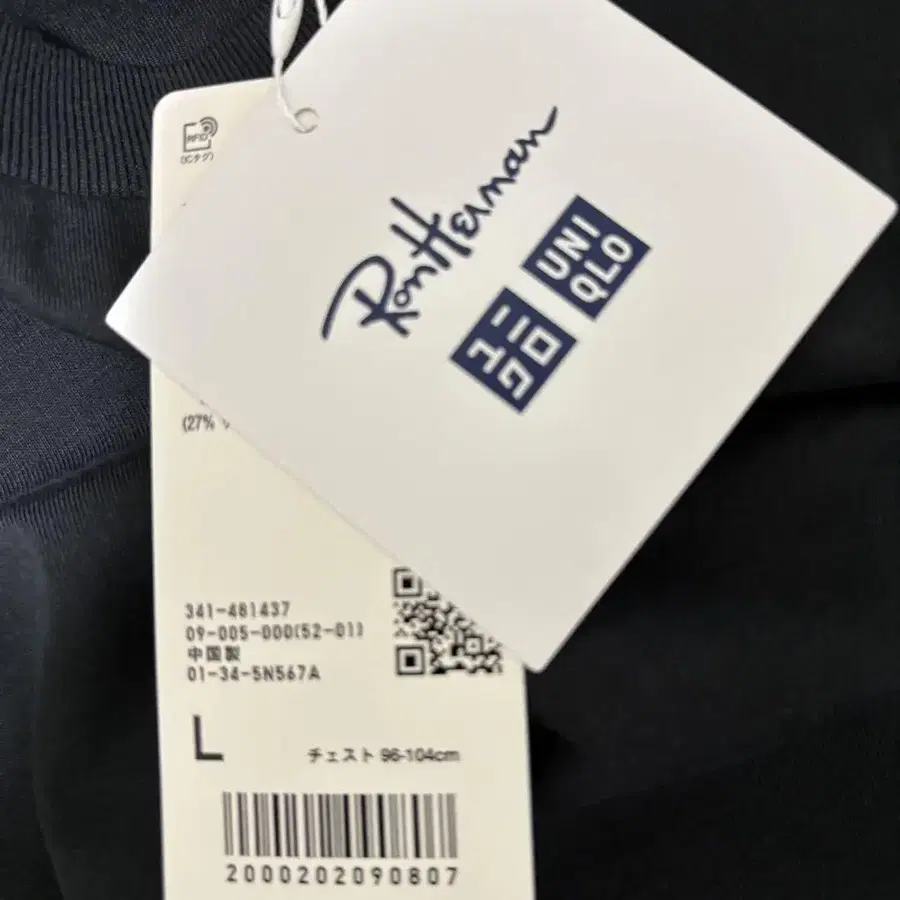 RonHerman
ユニ
クロ
UNI
QLO
RFID
(ICタグ)
(27%
341-481437
09-005-000(52-01)
中国製
01-34-5N567A
L
チェスト 96-104cm
2000202090807